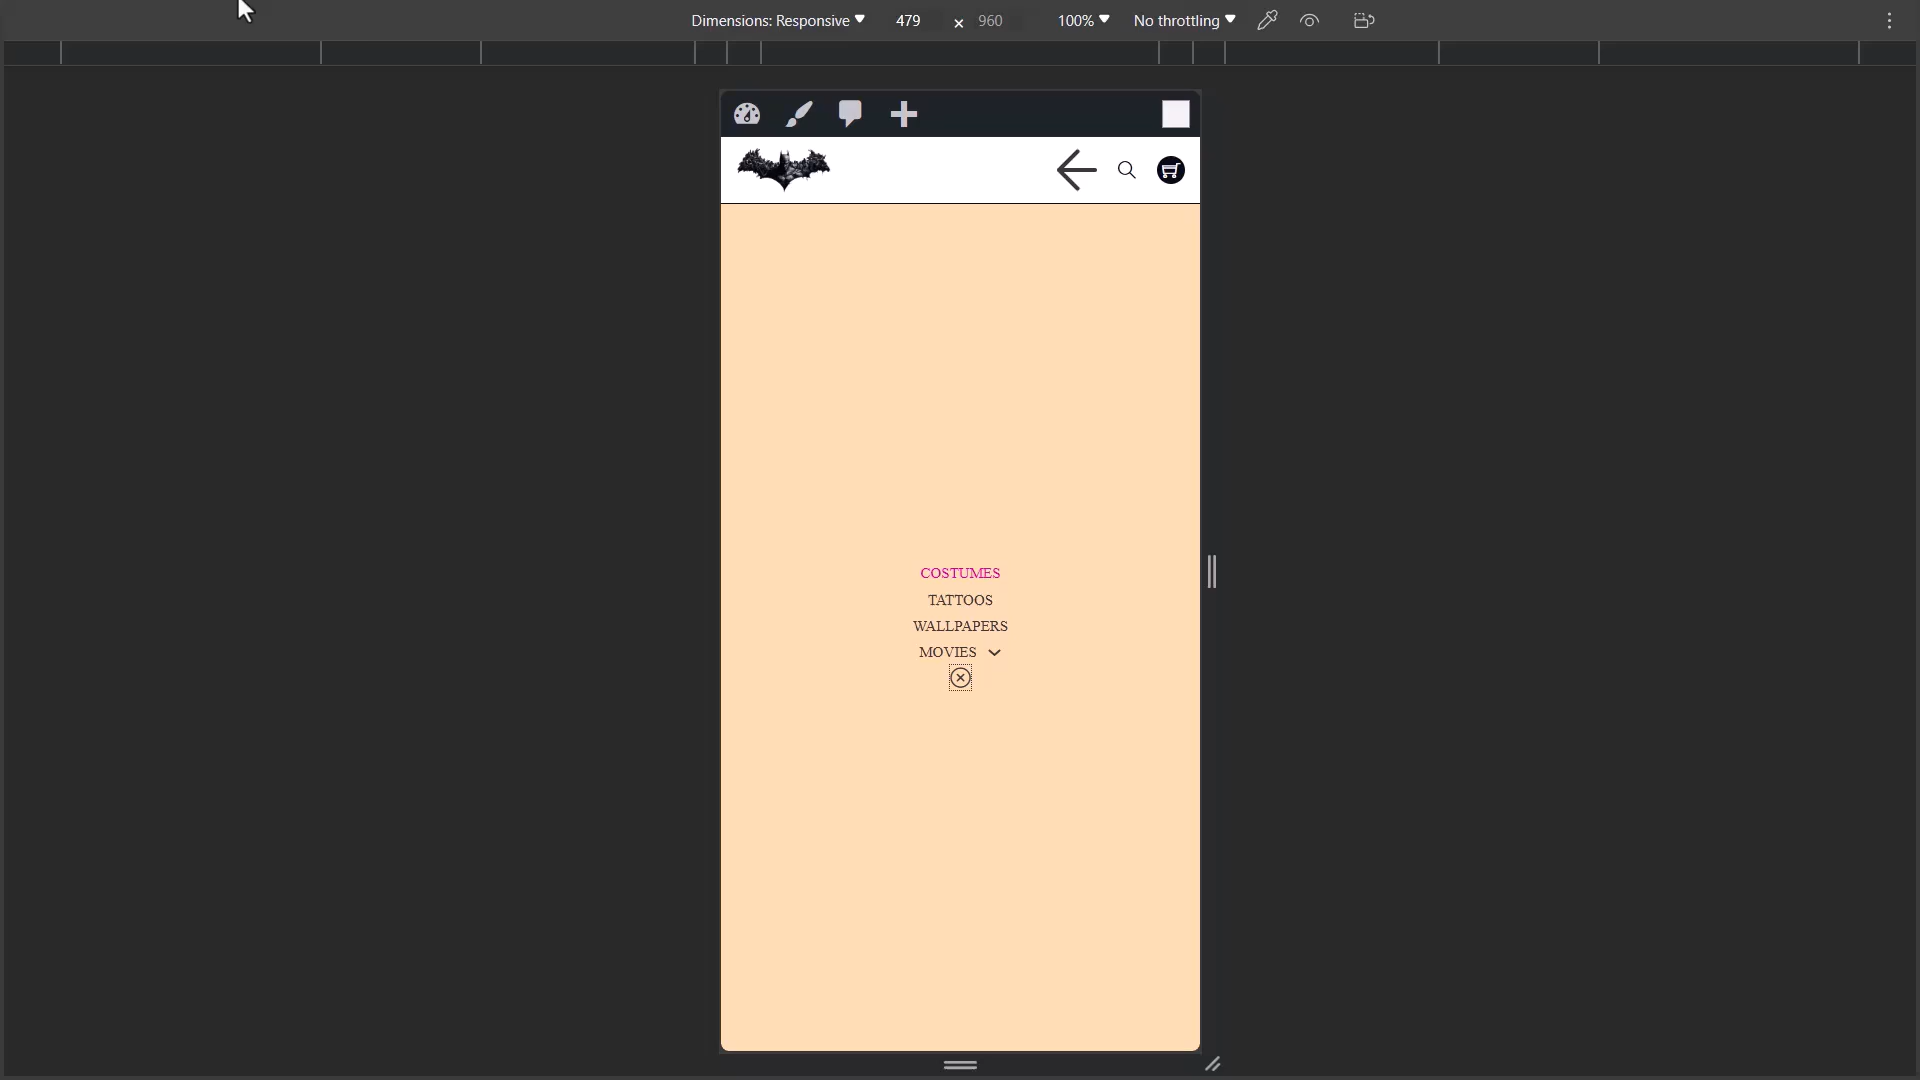 Dimensions: Responsive 479 × 960 100% No throttling
COSTUMES
TATTOOS
WALLPAPERS
MOVIES